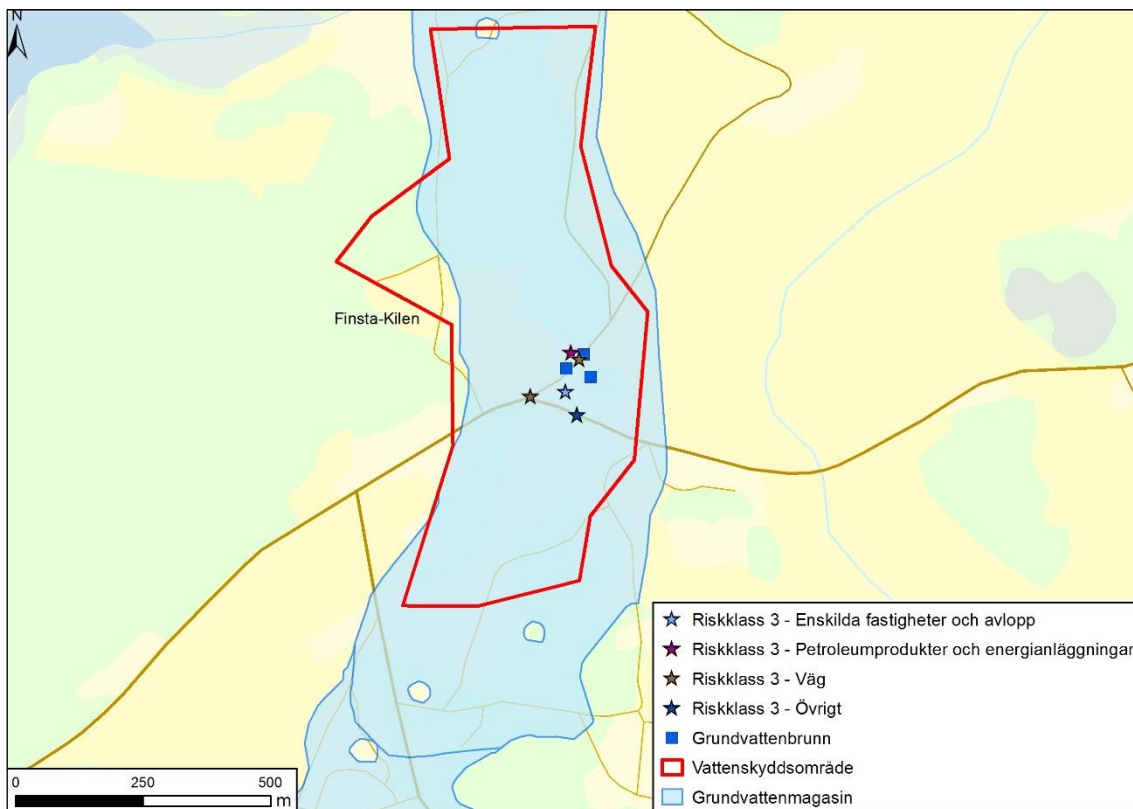 N
Finsta-Kilen
Riskklass 3 - Enskilda fastigheter och avlopp
Riskklass 3 - Petroleumprodukter och energianläggningar
Riskklass 3 - Väg
Riskklass 3 - Övrigt
Grundvattenbrunn
Vattenskyddsområde
Grundvattenmagasin
0 250 500
m